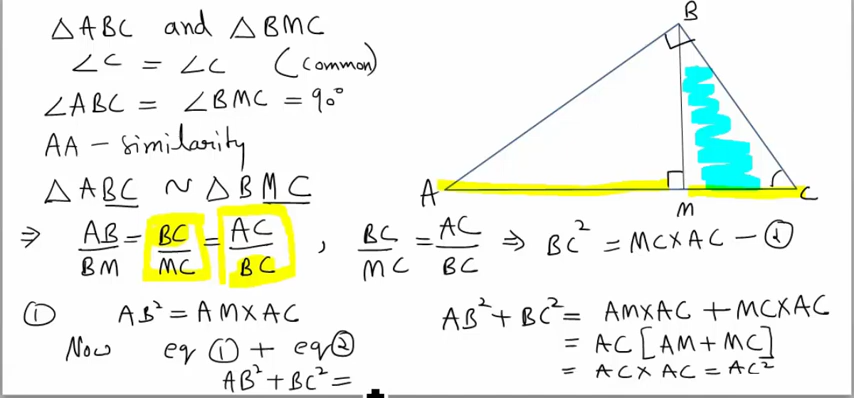 △ABC and △BMC
∠C = ∠C (common)
∠ABC = ∠BMC = 90°
AA - similarity
△ABC ~ △BMC
⇒ AB/BM = BC/MC = AC/BC , BC/MC = AC/BC ⇒ BC² = MC×AC - ②
① AB² = AM×AC
Now eq ① + eq ②
AB² + BC² =
AB² + BC² = AM×AC + MC×AC
= AC [AM + MC]
= AC×AC = AC²
B
A
M
C